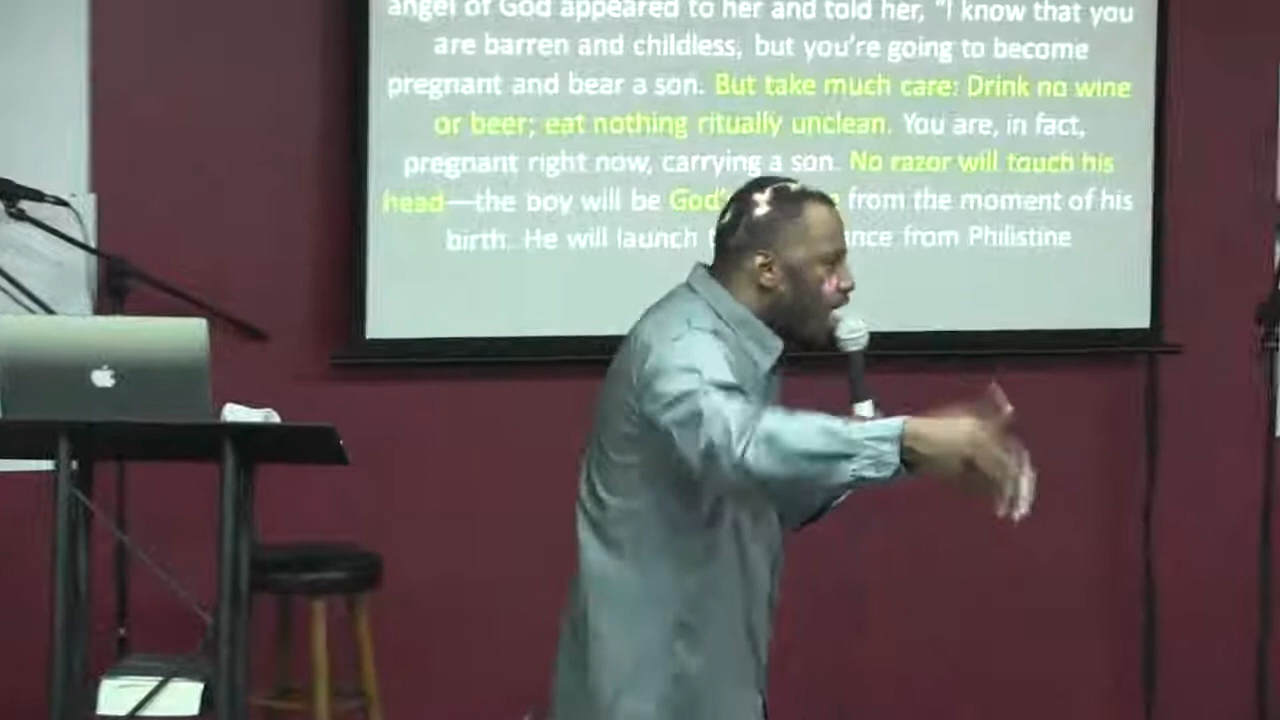 angel of God appeared to her and told her, "I know that you
are barren and childless, but you're going to become
pregnant and bear a son. But take much care: Drink no wine
or beer; eat nothing ritually unclean. You are, in fact,
pregnant right now, carrying a son. No razor will touch his
head—the boy will be God's from the moment of his
birth. He will launch from Philistine